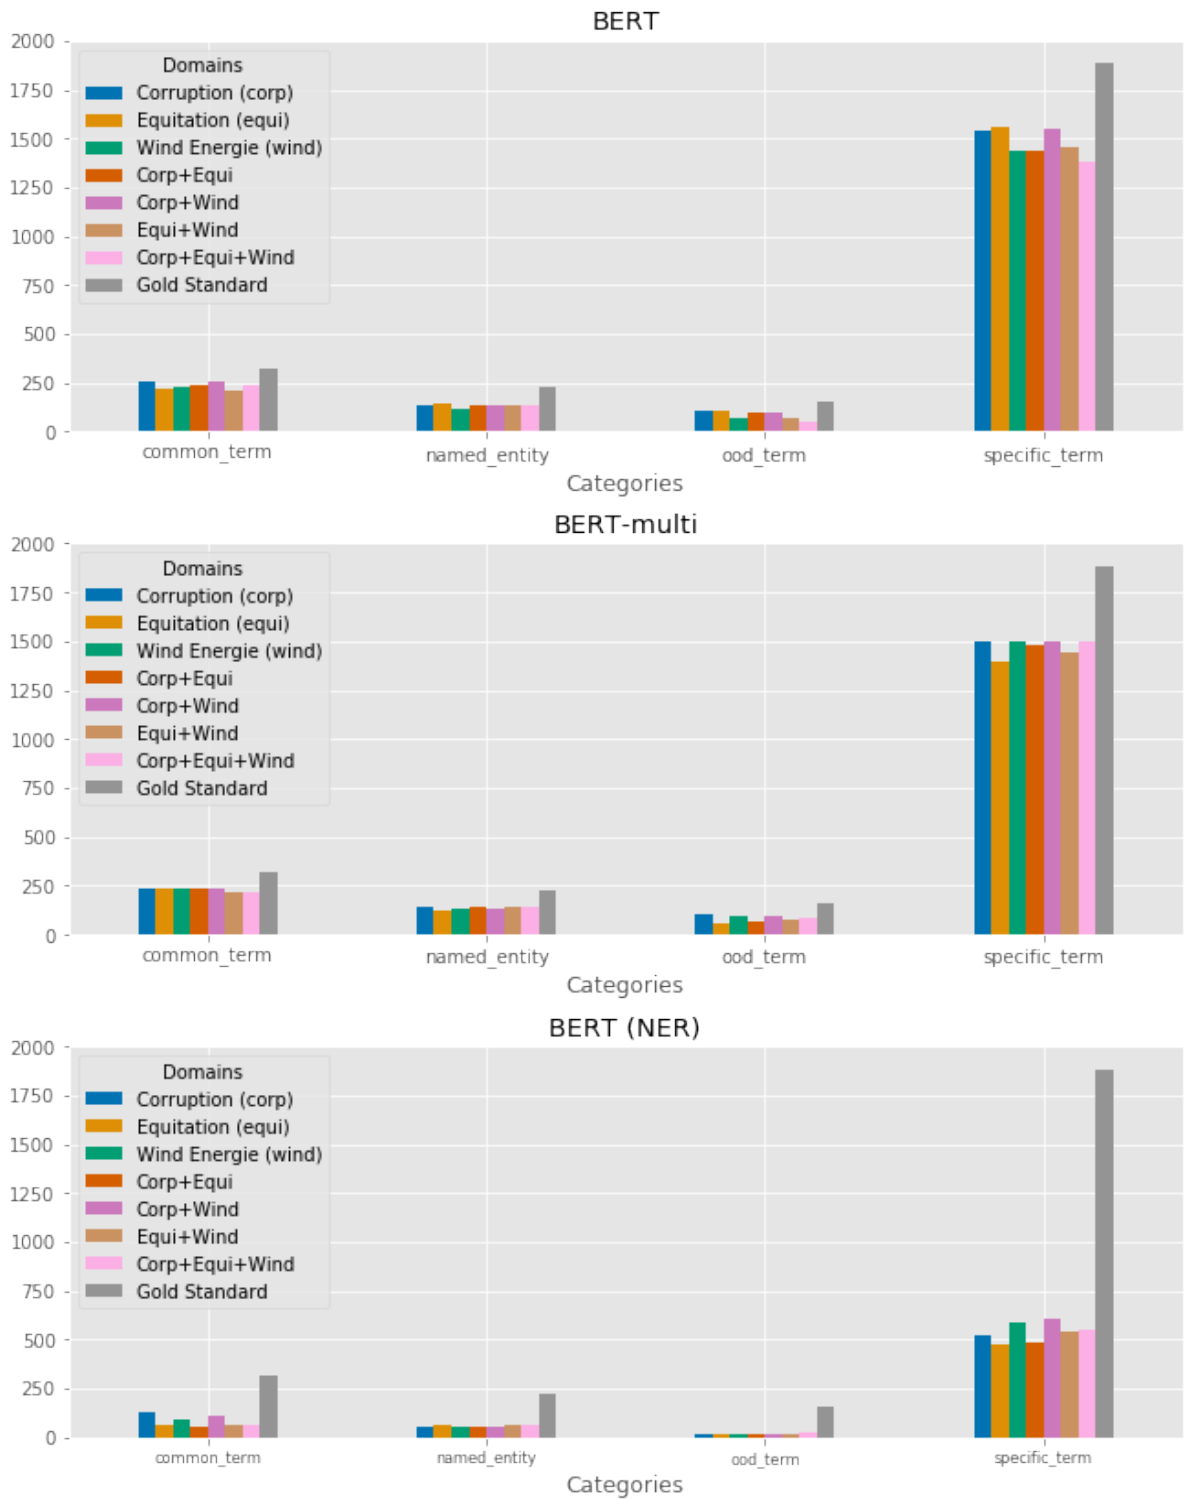 BERT
2000
1750
1500
1250
1000
750
500
250
0
Domains
Corruption (corp)
Equitation (equi)
Wind Energie (wind)
Corp+Equi
Corp+Wind
Equi+Wind
Corp+Equi+Wind
Gold Standard
common_term named_entity ood_term specific_term
Categories
BERT-multi
2000
1750
1500
1250
1000
750
500
250
0
Domains
Corruption (corp)
Equitation (equi)
Wind Energie (wind)
Corp+Equi
Corp+Wind
Equi+Wind
Corp+Equi+Wind
Gold Standard
common_term named_entity ood_term specific_term
Categories
BERT (NER)
2000
1750
1500
1250
1000
750
500
250
0
Domains
Corruption (corp)
Equitation (equi)
Wind Energie (wind)
Corp+Equi
Corp+Wind
Equi+Wind
Corp+Equi+Wind
Gold Standard
common_term named_entity ood_term specific_term
Categories